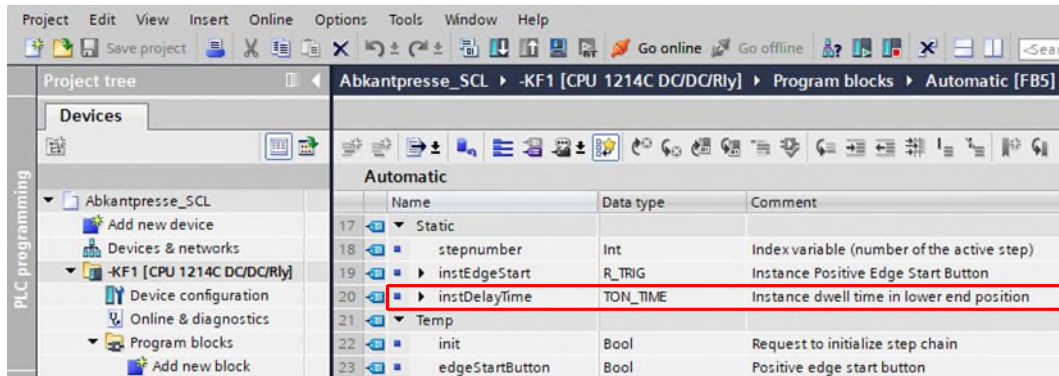 Project Edit View Insert Online Options Tools Window Help
Save project Go online Go offline <Sear
Project tree Abkantpresse_SCL ▸ -KF1 [CPU 1214C DC/DC/Rly] ▸ Program blocks ▸ Automatic [FB5]
Devices
PLC programming
Automatic
Name Data type Comment
Abkantpresse_SCL
17 Static
Add new device
18 stepnumber Int Index variable (number of the active step)
Devices & networks
19 instEdgeStart R_TRIG Instance Positive Edge Start Button
-KF1 [CPU 1214C DC/DC/Rly]
20 instDelayTime TON_TIME Instance dwell time in lower end position
Device configuration
21 Temp
Online & diagnostics
22 init Bool Request to initialize step chain
Program blocks
23 edgeStartButton Bool Positive edge start button
Add new block